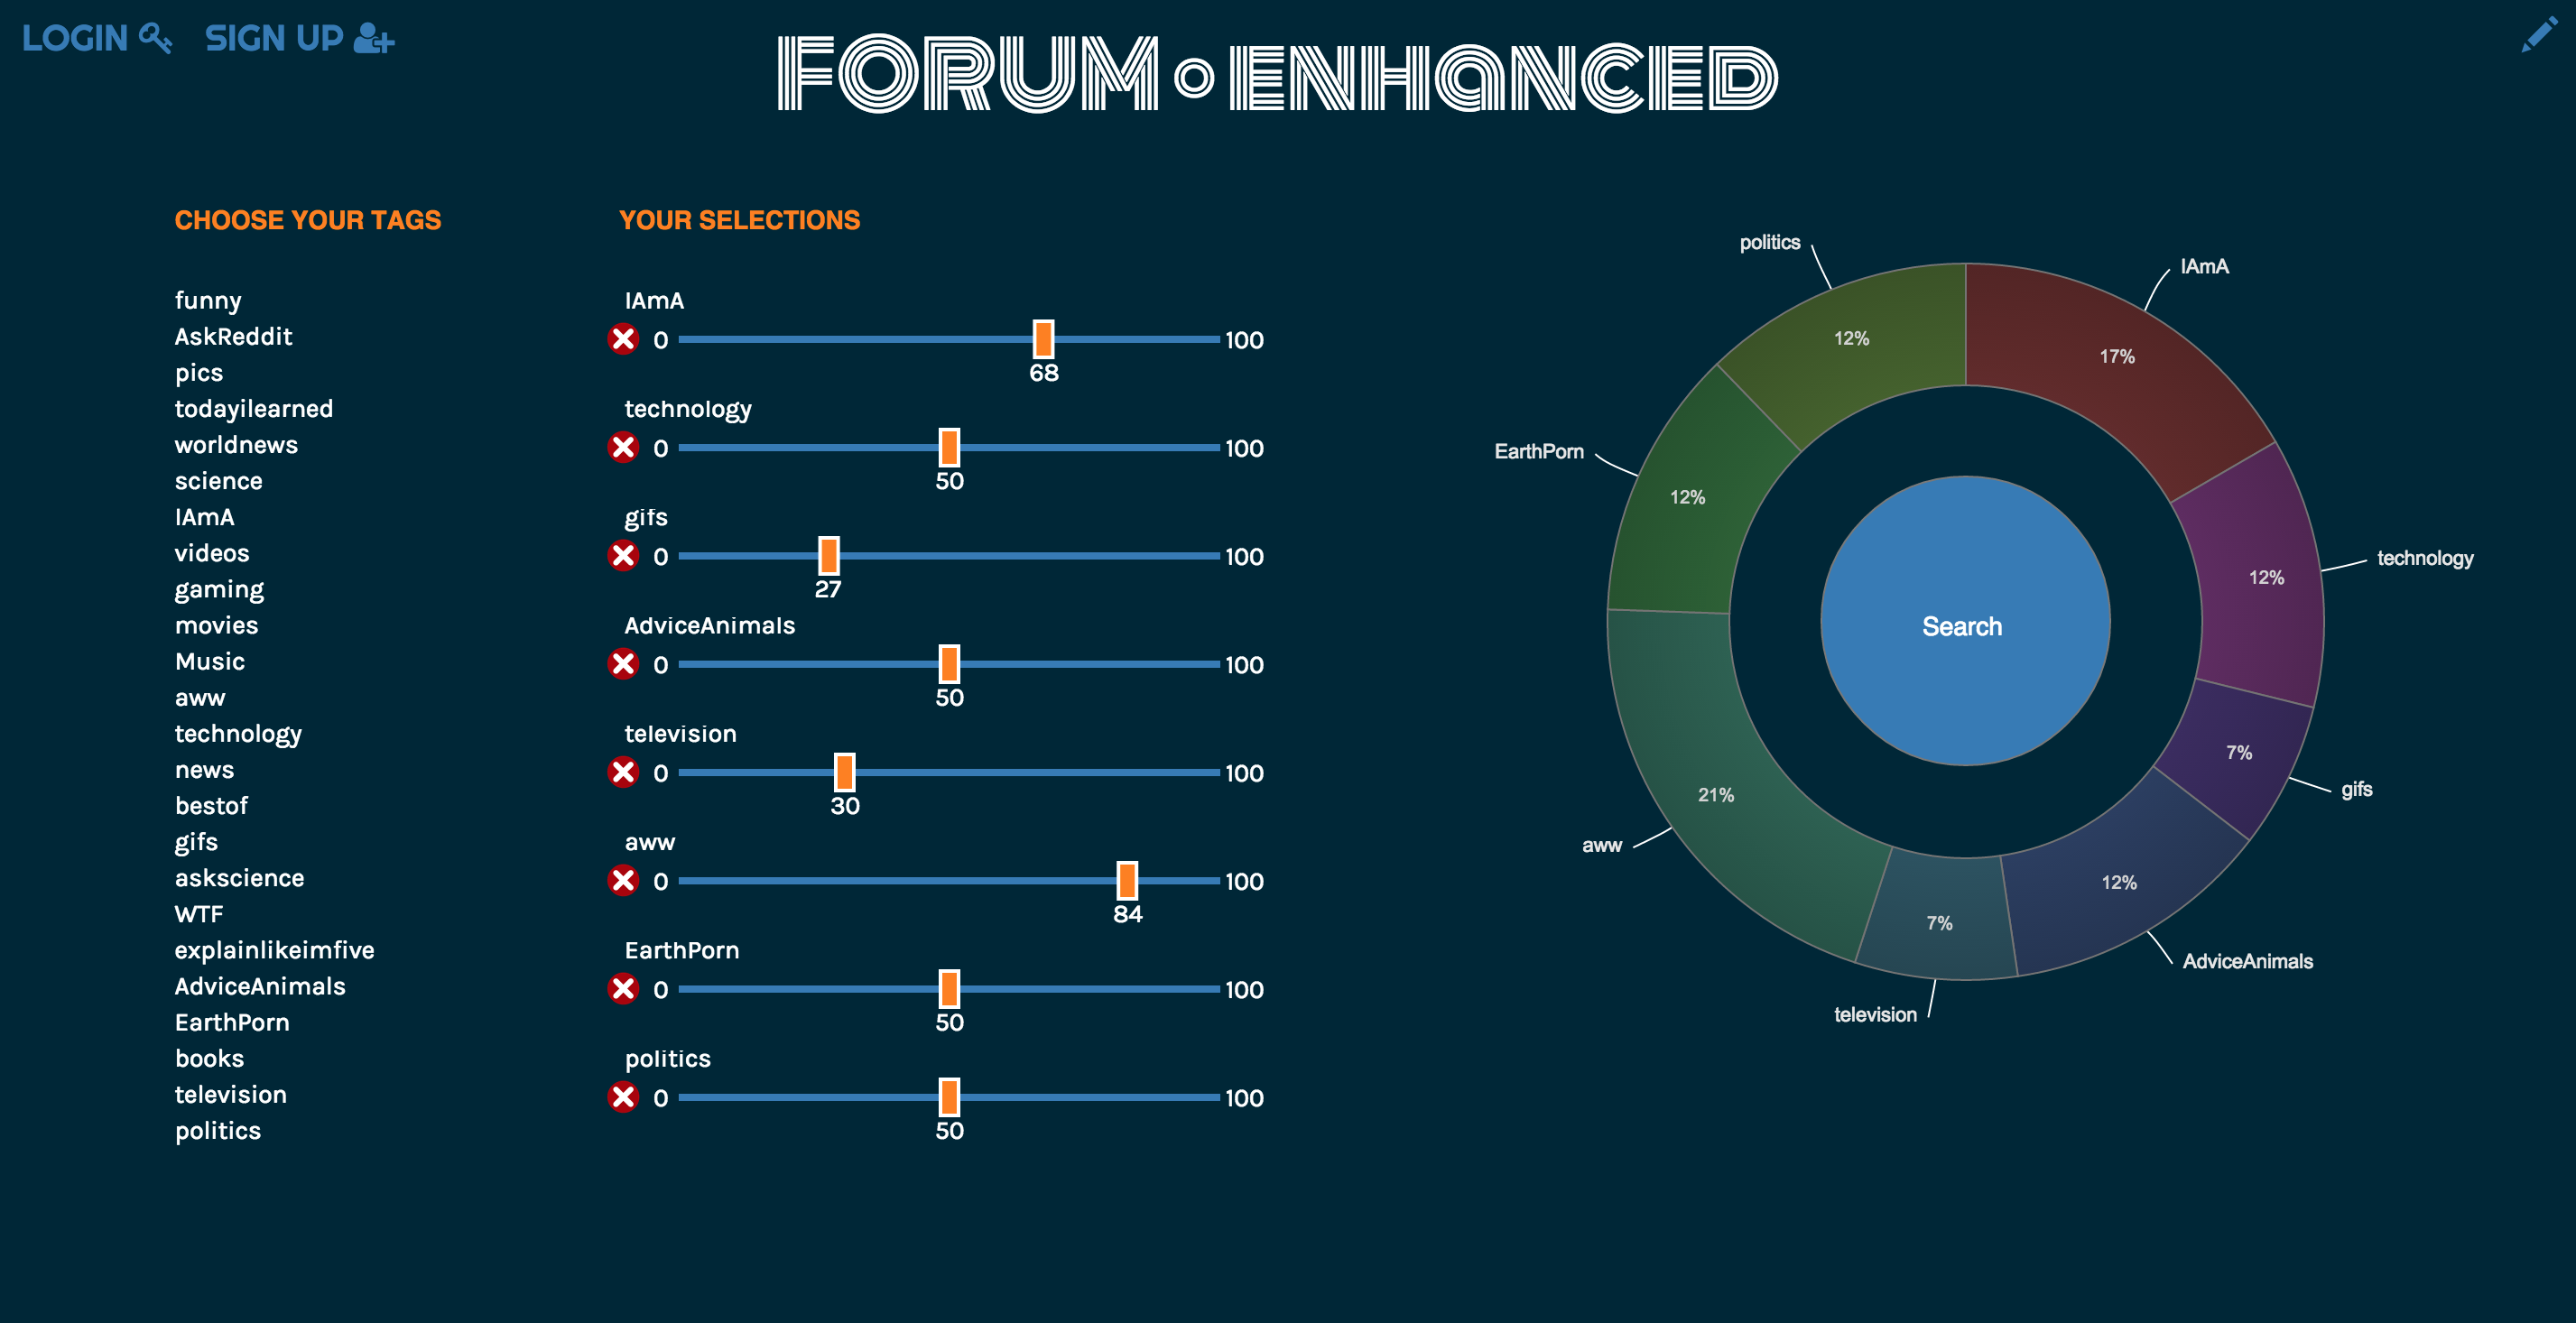 LOGIN SIGN UP
FORUM • ENHANCED
CHOOSE YOUR TAGS
funny
AskReddit
pics
todayilearned
worldnews
science
IAmA
videos
gaming
movies
Music
aww
technology
news
bestof
gifs
askscience
WTF
explainlikeimfive
AdviceAnimals
EarthPorn
books
television
politics
YOUR SELECTIONS
IAmA
0 100
68
technology
0 100
50
gifs
0 100
27
AdviceAnimals
0 100
50
television
0 100
30
aww
0 100
84
EarthPorn
0 100
50
politics
0 100
50
politics
IAmA
12%
17%
EarthPorn
12%
technology
12%
Search
7%
gifs
21%
aww
12%
7%
AdviceAnimals
television